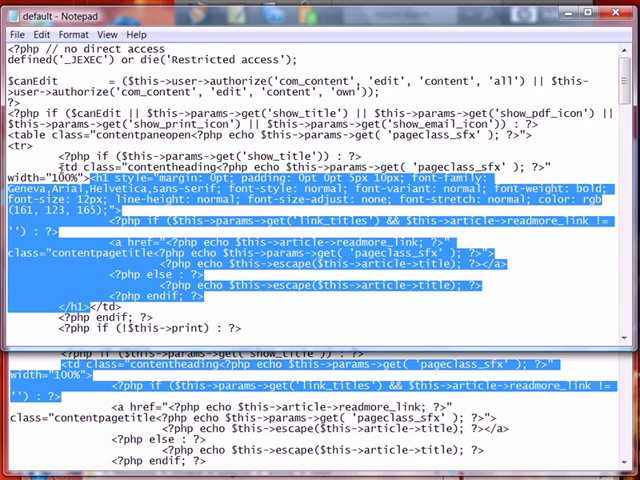 default - Notepad
File Edit Format View Help
<?php // no direct access
defined('_JEXEC') or die('Restricted access');
$canEdit = ($this->user->authorize('com_content', 'edit', 'content', 'all') || $this-
>user->authorize('com_content', 'edit', 'content', 'own'));
?>
<?php if ($canEdit || $this->params->get('show_title') || $this->params->get('show_pdf_icon') ||
$this->params->get('show_print_icon') || $this->params->get('show_email_icon')) : ?>
<table class="contentpaneopen<?php echo $this->params->get( 'pageclass_sfx' ); ?>">
<tr>
<?php if ($this->params->get('show_title')) : ?>
<td class="contentheading<?php echo $this->params->get( 'pageclass_sfx' ); ?>"
width="100%"><h1 style="margin: 0pt; padding: 0pt 0pt 5px 10px; font-family:
Geneva,Arial,Helvetica,sans-serif; font-style: normal; font-variant: normal; font-weight: bold;
font-size: 12px; line-height: normal; font-size-adjust: none; font-stretch: normal; color: rgb
(161, 123, 165);">
<?php if ($this->params->get('link_titles') && $this->article->readmore_link !=
'') : ?>
<a href="<?php echo $this->article->readmore_link; ?>"
class="contentpagetitle<?php echo $this->params->get( 'pageclass_sfx' ); ?>">
<?php echo $this->escape($this->article->title); ?></a>
<?php else : ?>
<?php echo $this->escape($this->article->title); ?>
<?php endif; ?>
</h1></td>
<?php endif; ?>
<?php if (!$this->print) : ?>
<?php if ($this->params->get('show_title')) : ?>
<td class="contentheading<?php echo $this->params->get( 'pageclass_sfx' ); ?>"
width="100%">
<?php if ($this->params->get('link_titles') && $this->article->readmore_link !=
'') : ?>
<a href="<?php echo $this->article->readmore_link; ?>"
class="contentpagetitle<?php echo $this->params->get( 'pageclass_sfx' ); ?>">
<?php echo $this->escape($this->article->title); ?></a>
<?php else : ?>
<?php echo $this->escape($this->article->title); ?>
<?php endif; ?>